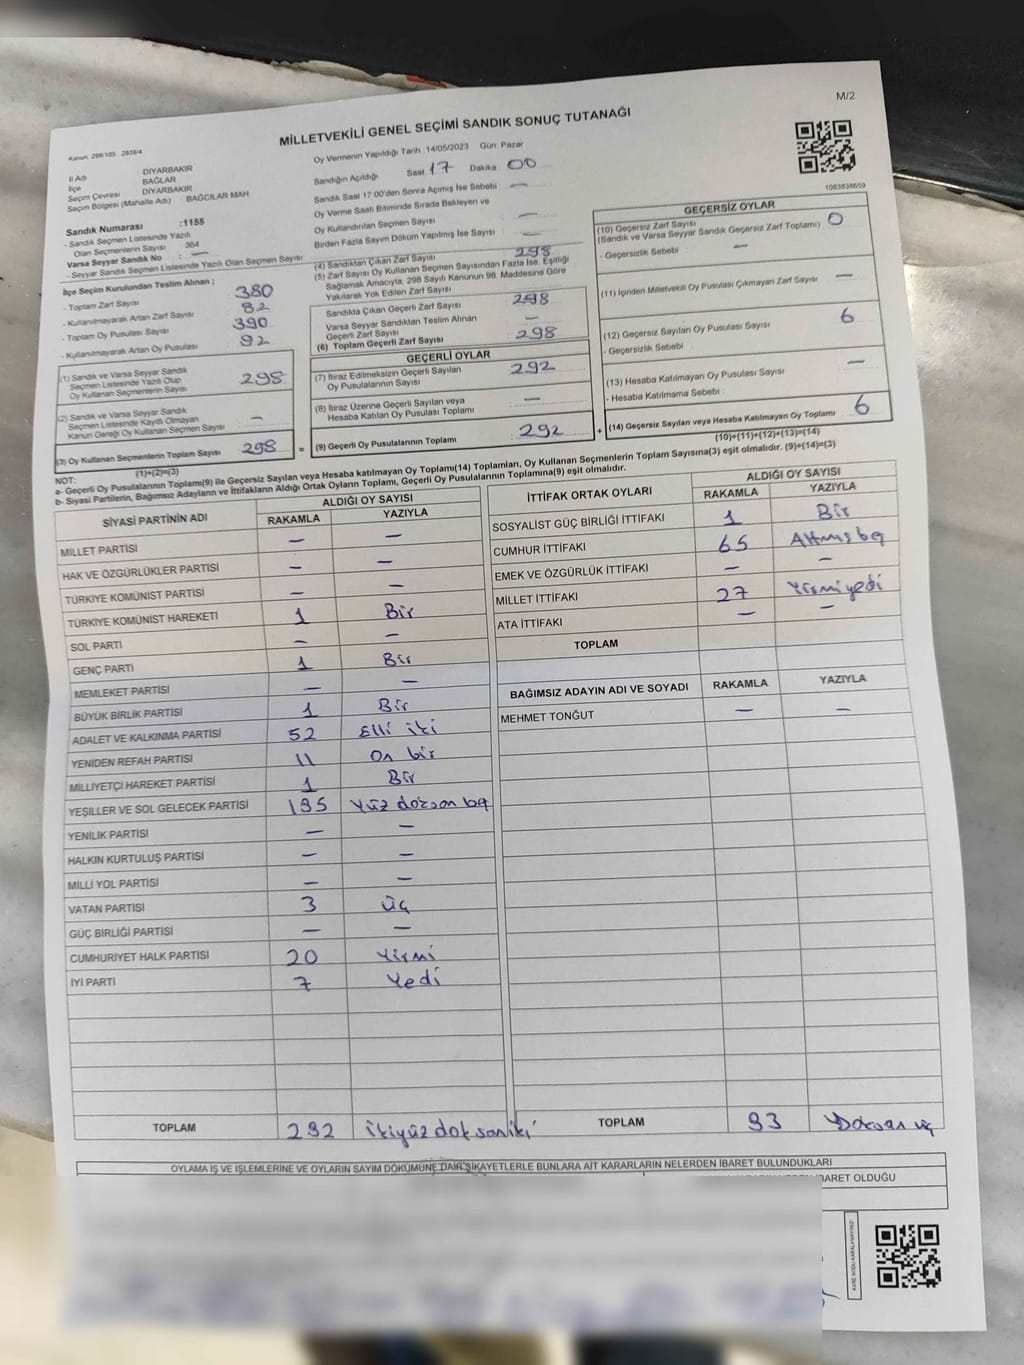 M/2
MİLLETVEKİLİ GENEL SEÇİMİ SANDIK SONUÇ TUTANAĞI
Kanun: 298/105 . 2839/4
Oy Vermenin Yapıldığı Tarih : 14/05/2023 Gün: Pazar
İl Adı DİYARBAKIR
İlçe BAĞLAR
Seçim Çevresi DİYARBAKIR
Seçim Bölgesi (Mahalle Adı) BAĞCILAR MAH
Sandık Numarası :1155
- Sandık Seçmen Listesinde Yazılı
Olan Seçmenlerin Sayısı : 364
Varsa Seyyar Sandık No : —
- Seyyar Sandık Seçmen Listesinde Yazılı Olan Seçmen Sayısı
İlçe Seçim Kurulundan Teslim Alınan ;
- Toplam Zarf Sayısı 380
- Kullanılmayarak Artan Zarf Sayısı 82
- Toplam Oy Pusulası Sayısı 390
- Kullanılmayarak Artan Oy Pusulası 92
(1) Sandık ve Varsa Seyyar Sandık
Seçmen Listesinde Yazılı Olup
Oy Kullanan Seçmenlerin Sayısı 298
(2) Sandık ve Varsa Seyyar Sandık
Seçmen Listesinde Kayıtlı Olmayan
Kanun Gereği Oy Kullanan Seçmen Sayısı —
(3) Oy Kullanan Seçmenlerin Toplam Sayısı 298
(1)+(2)=(3)
Sandığın Açıldığı Saat 17 Dakika 00
Sandık Saat 17:00'den Sonra Açımış İse Sebebi —
Oy Verme Saati Bitiminde Sırada Bekleyen ve
Oy Kullandırılan Seçmen Sayısı —
Birden Fazla Sayım Döküm Yapılmış İse Sayısı —
(4) Sandıktan Çıkan Zarf Sayısı 298
(5) Zarf Sayısı Oy Kullanan Seçmen Sayısından Fazla İse, Eşitliği
Sağlamak Amacıyla, 298 Sayılı Kanunun 98. Maddesine Göre
Yakılarak Yok Edilen Zarf Sayısı
Sandıkta Çıkan Geçerli Zarf Sayısı 298
Varsa Seyyar Sandıktan Teslim Alınan
Geçerli Zarf Sayısı —
(6) Toplam Geçerli Zarf Sayısı 298
GEÇERLİ OYLAR
(7) İtiraz Edilmeksizin Geçerli Sayılan
Oy Pusulalarının Sayısı 292
(8) İtiraz Üzerine Geçerli Sayılan veya
Hesaba Katılan Oy Pusulası Toplamı —
= (9) Geçerli Oy Pusulalarının Toplamı 292 +
1083838659
GEÇERSİZ OYLAR
(10) Geçersiz Zarf Sayısı
(Sandık ve Varsa Seyyar Sandık Geçersiz Zarf Toplamı) 0
- Geçersizlik Sebebi —
(11) İçinden Milletvekili Oy Pusulası Çıkmayan Zarf Sayısı —
(12) Geçersiz Sayılan Oy Pusulası Sayısı 6
- Geçersizlik Sebebi
(13) Hesaba Katılmayan Oy Pusulası Sayısı —
- Hesaba Katılmama Sebebi :
(14) Geçersiz Sayılan veya Hesaba Katılmayan Oy Toplamı 6
(10)+(11)+(12)+(13)=(14)
NOT:
a- Geçerli Oy Pusulalarının Toplamı(9) ile Geçersiz Sayılan veya Hesaba katılmayan Oy Toplamı(14) Toplamları, Oy Kullanan Seçmenlerin Toplam Sayısına(3) eşit olmalıdır. (9)+(14)=(3)
b- Siyasi Partilerin, Bağımsız Adayların ve İttifakların Aldığı Ortak Oyların Toplamı, Geçerli Oy Pusulalarının Toplamına(9) eşit olmalıdır.
SİYASİ PARTİNİN ADI ALDIĞI OY SAYISI
RAKAMLA YAZIYLA
MİLLET PARTİSİ — —
HAK VE ÖZGÜRLÜKLER PARTİSİ — —
TÜRKİYE KOMÜNİST PARTİSİ — —
TÜRKİYE KOMÜNİST HAREKETİ 1 Bir
SOL PARTİ — —
GENÇ PARTİ 1 Bir
MEMLEKET PARTİSİ — —
BÜYÜK BİRLİK PARTİSİ 1 Bir
ADALET VE KALKINMA PARTİSİ 52 Elli iki
YENİDEN REFAH PARTİSİ 11 On bir
MİLLİYETÇİ HAREKET PARTİSİ 1 Bir
YEŞİLLER VE SOL GELECEK PARTİSİ 195 Yüz doksan beş
YENİLİK PARTİSİ — —
HALKIN KURTULUŞ PARTİSİ — —
MİLLİ YOL PARTİSİ — —
VATAN PARTİSİ 3 üç
GÜÇ BİRLİĞİ PARTİSİ — —
CUMHURİYET HALK PARTİSİ 20 Yirmi
İYİ PARTİ 7 Yedi
TOPLAM 292 ikiyüz doksaniki
İTTİFAK ORTAK OYLARI ALDIĞI OY SAYISI
RAKAMLA YAZIYLA
SOSYALİST GÜÇ BİRLİĞİ İTTİFAKI 1 Bir
CUMHUR İTTİFAKI 65 Altmış beş
EMEK VE ÖZGÜRLÜK İTTİFAKI — —
MİLLET İTTİFAKI 27 Yirmi yedi
ATA İTTİFAKI — —
TOPLAM
BAĞIMSIZ ADAYIN ADI VE SOYADI RAKAMLA YAZIYLA
MEHMET TONĞUT — —
TOPLAM 93 Doksan üç
OYLAMA İŞ VE İŞLEMLERİNE VE OYLARIN SAYIM DÖKÜMÜNE DAİR ŞİKAYETLERLE BUNLARA AİT KARARLARIN NELERDEN İBARET BULUNDUKLARI
İBARET OLDUĞU
KARE KODU KARALAMAYINIZ!